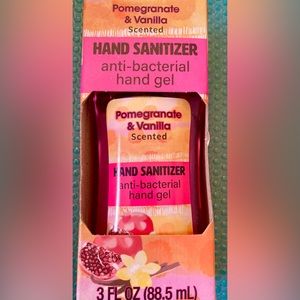 Pomegranate
& Vanilla
Scented
HAND SANITIZER
anti-bacterial
hand gel
Pomegranate
& Vanilla
Scented
HAND SANITIZER
anti-bacterial
hand gel
3 FL OZ (88.5 mL)